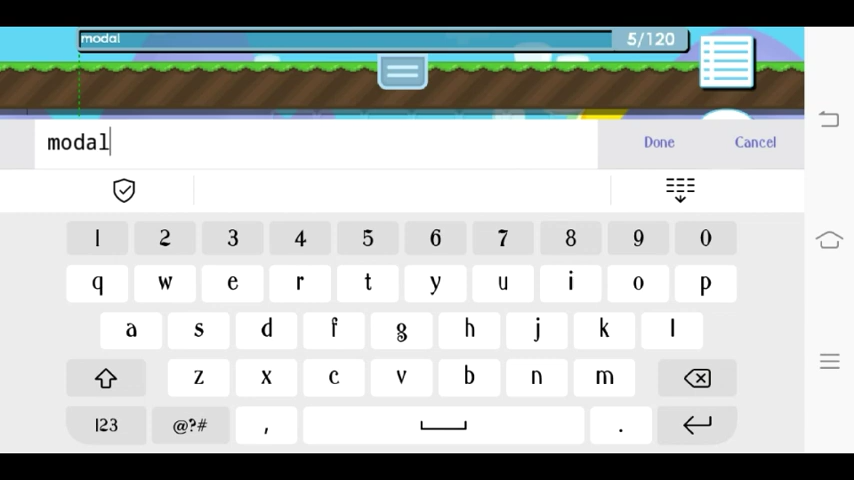 modal 5/120
modal Done Cancel
1 2 3 4 5 6 7 8 9 0
q w e r t y u i o p
a s d f g h j k l
z x c v b n m
123 @?# , .